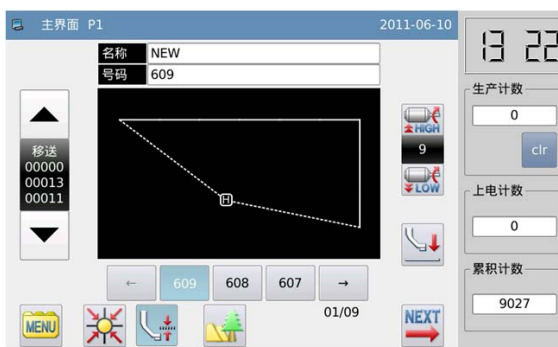 主界面 P1
2011-06-10
13 22
名称 NEW
号码 609
生产计数
0
clr
移送
00000
00013
00011
HIGH
9
LOW
H
上电计数
0
累积计数
9027
← 609 608 607 →
01/09
MENU
NEXT